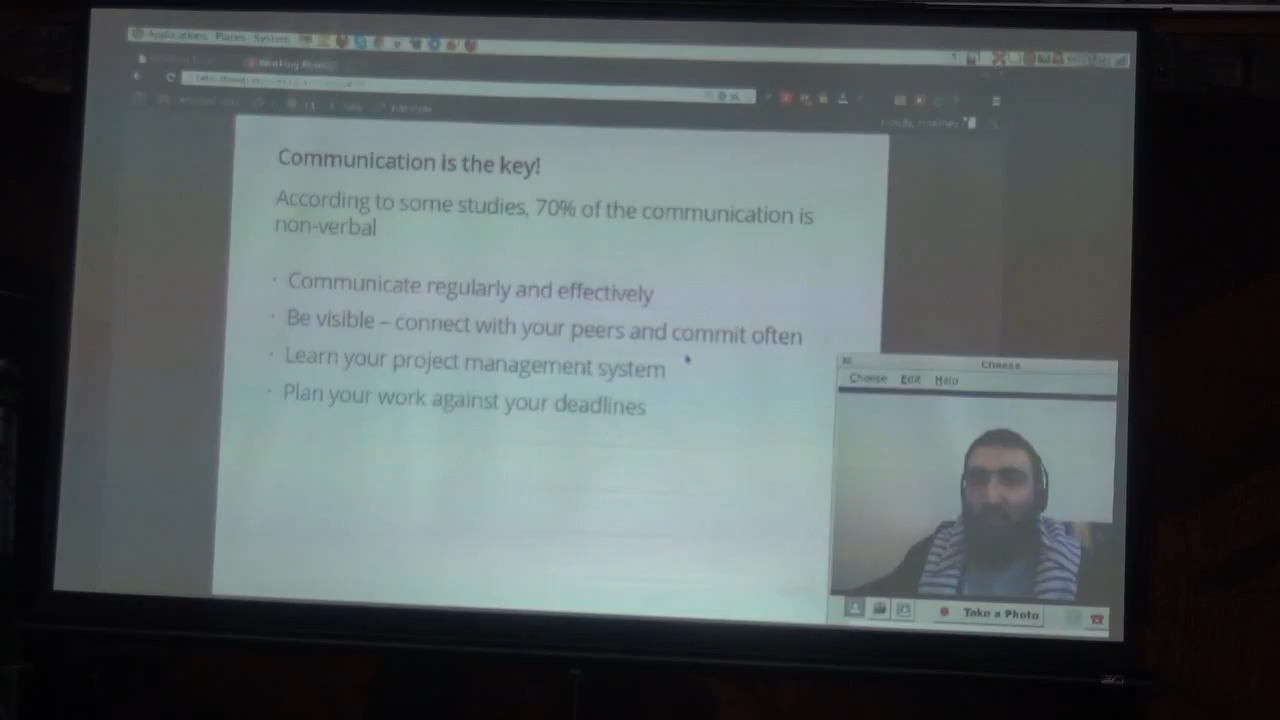 Applications Places System
Communication is the key!
According to some studies, 70% of the communication is
non-verbal
· Communicate regularly and effectively
· Be visible – connect with your peers and commit often
· Learn your project management system
· Plan your work against your deadlines
Cheese
Cheese Edit Help
Take a Photo